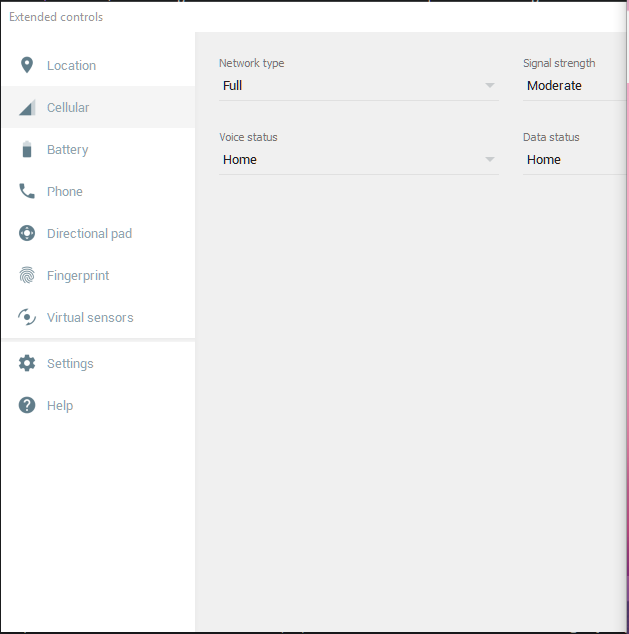 Extended controls
Location
Cellular
Battery
Phone
Directional pad
Fingerprint
Virtual sensors
Settings
Help
Network type
Full
Signal strength
Moderate
Voice status
Home
Data status
Home